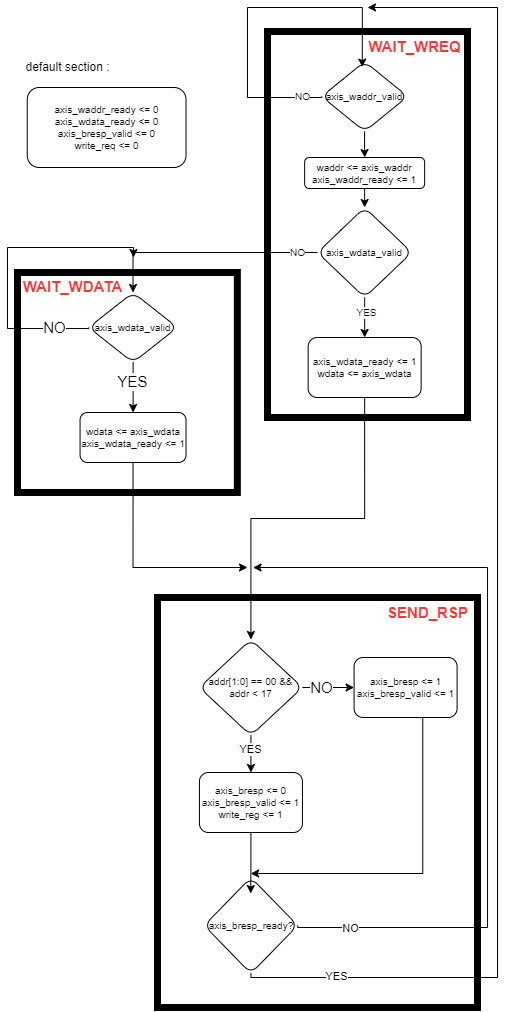 WAIT_WREQ
default section :
axis_waddr_ready <= 0
axis_wdata_ready <= 0
axis_bresp_valid <= 0
write_req <= 0
NO
axis_waddr_valid
waddr <= axis_waddr
axis_waddr_ready <= 1
NO
axis_wdata_valid
YES
axis_wdata_ready <= 1
wdata <= axis_wdata
WAIT_WDATA
NO
axis_wdata_valid
YES
wdata <= axis_wdata
axis_wdata_ready <= 1
SEND_RSP
addr[1:0] == 00 &&
addr < 17
NO
axis_bresp <= 1
axis_bresp_valid <= 1
YES
axis_bresp <= 0
axis_bresp_valid <= 1
write_reg <= 1
axis_bresp_ready?
NO
YES